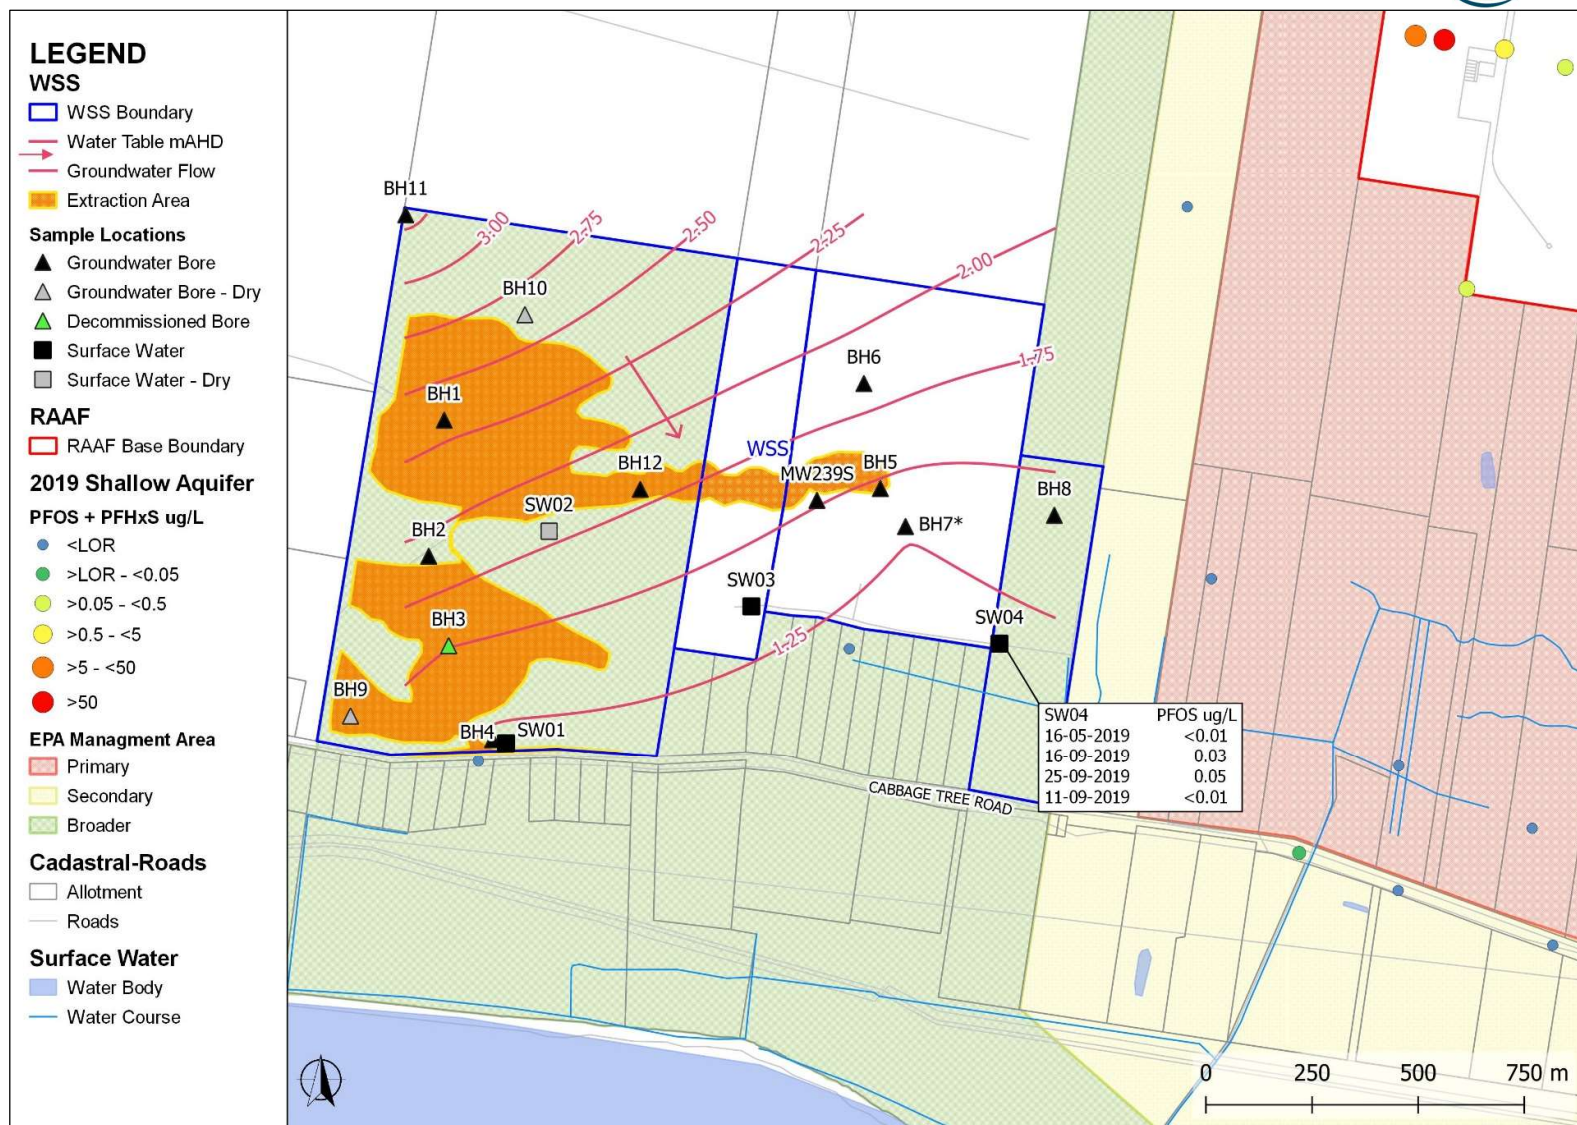 LEGEND
WSS
WSS Boundary
Water Table mAHD
Groundwater Flow
Extraction Area
Sample Locations
Groundwater Bore
Groundwater Bore - Dry
Decommissioned Bore
Surface Water
Surface Water - Dry
RAAF
RAAF Base Boundary
2019 Shallow Aquifer
PFOS + PFHxS ug/L
<LOR
>LOR - <0.05
>0.05 - <0.5
>0.5 - <5
>5 - <50
>50
EPA Managment Area
Primary
Secondary
Broader
Cadastral-Roads
Allotment
Roads
Surface Water
Water Body
Water Course
BH11
3.00
2.75
2.50
2.25
2.00
BH10
1.75
BH6
BH1
WSS
BH12
MW239S
BH5
BH8
SW02
BH7*
BH2
SW03
BH3
SW04
1.25
BH9
BH4
SW01
SW04 PFOS ug/L
16-05-2019 <0.01
16-09-2019 0.03
25-09-2019 0.05
11-09-2019 <0.01
CABBAGE TREE ROAD
0 250 500 750 m